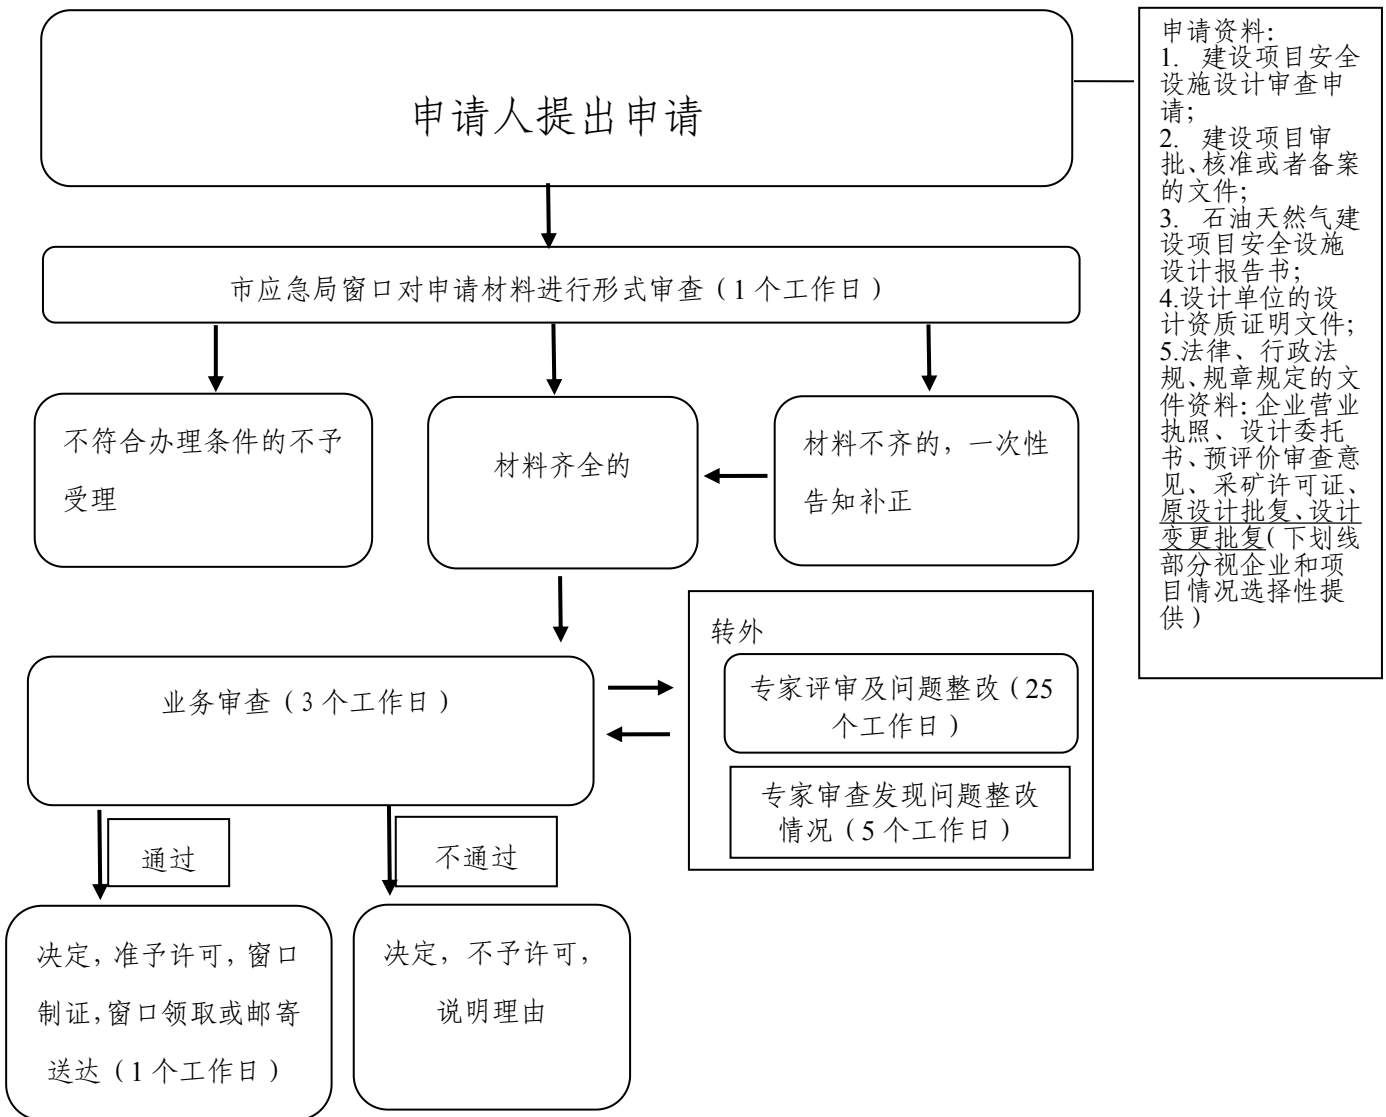 申请人提出申请
申请资料：
1. 建设项目安全
设施设计审查申
请；
2. 建设项目审
批、核准或者备案
的文件；
3. 石油天然气建
设项目安全设施
设计报告书；
4.设计单位的设
计资质证明文件；
5.法律、行政法
规、规章规定的文
件资料：企业营业
执照、设计委托
书、预评价审查意
见、采矿许可证、
原设计批复、设计
变更批复（下划线
部分视企业和项
目情况选择性提
供）
市应急局窗口对申请材料进行形式审查（1 个工作日）
不符合办理条件的不予
受理
材料齐全的
材料不齐的，一次性
告知补正
业务审查（3 个工作日）
转外
专家评审及问题整改（25
个工作日）
专家审查发现问题整改
情况（5 个工作日）
通过
不通过
决定，准予许可，窗口
制证，窗口领取或邮寄
送达（1 个工作日）
决定，不予许可，
说明理由